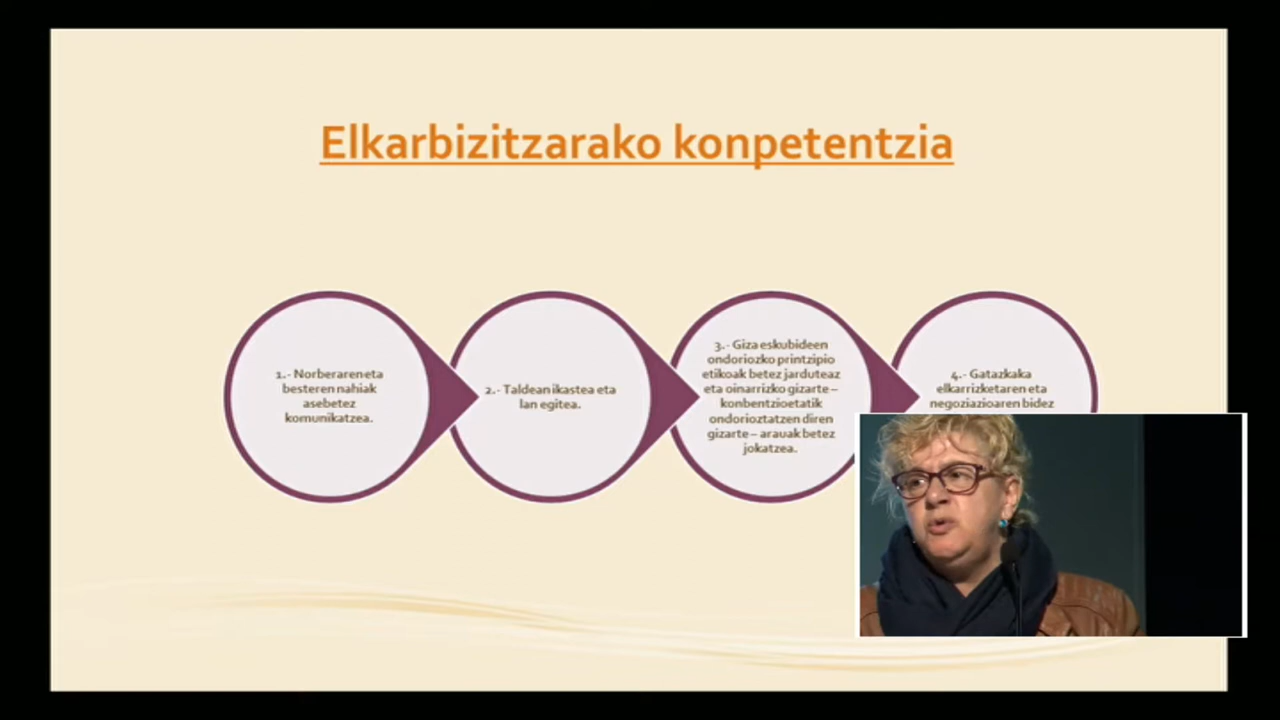 Elkarbizitzarako konpetentzia
1.- Norberaren eta
besteren nahiak
asebetez
komunikatzea.
2.- Taldean ikastea eta
lan egitea.
3.- Giza eskubideen
ondoriozko printzipio
etikoak betez jarduteaz
eta oinarrizko gizarte –
konbentzioetatik
ondorioztatzen diren
gizarte – arauak betez
jokatzea.
4.- Gatazkaka
elkarrizketaren eta
negoziazioaren bidez